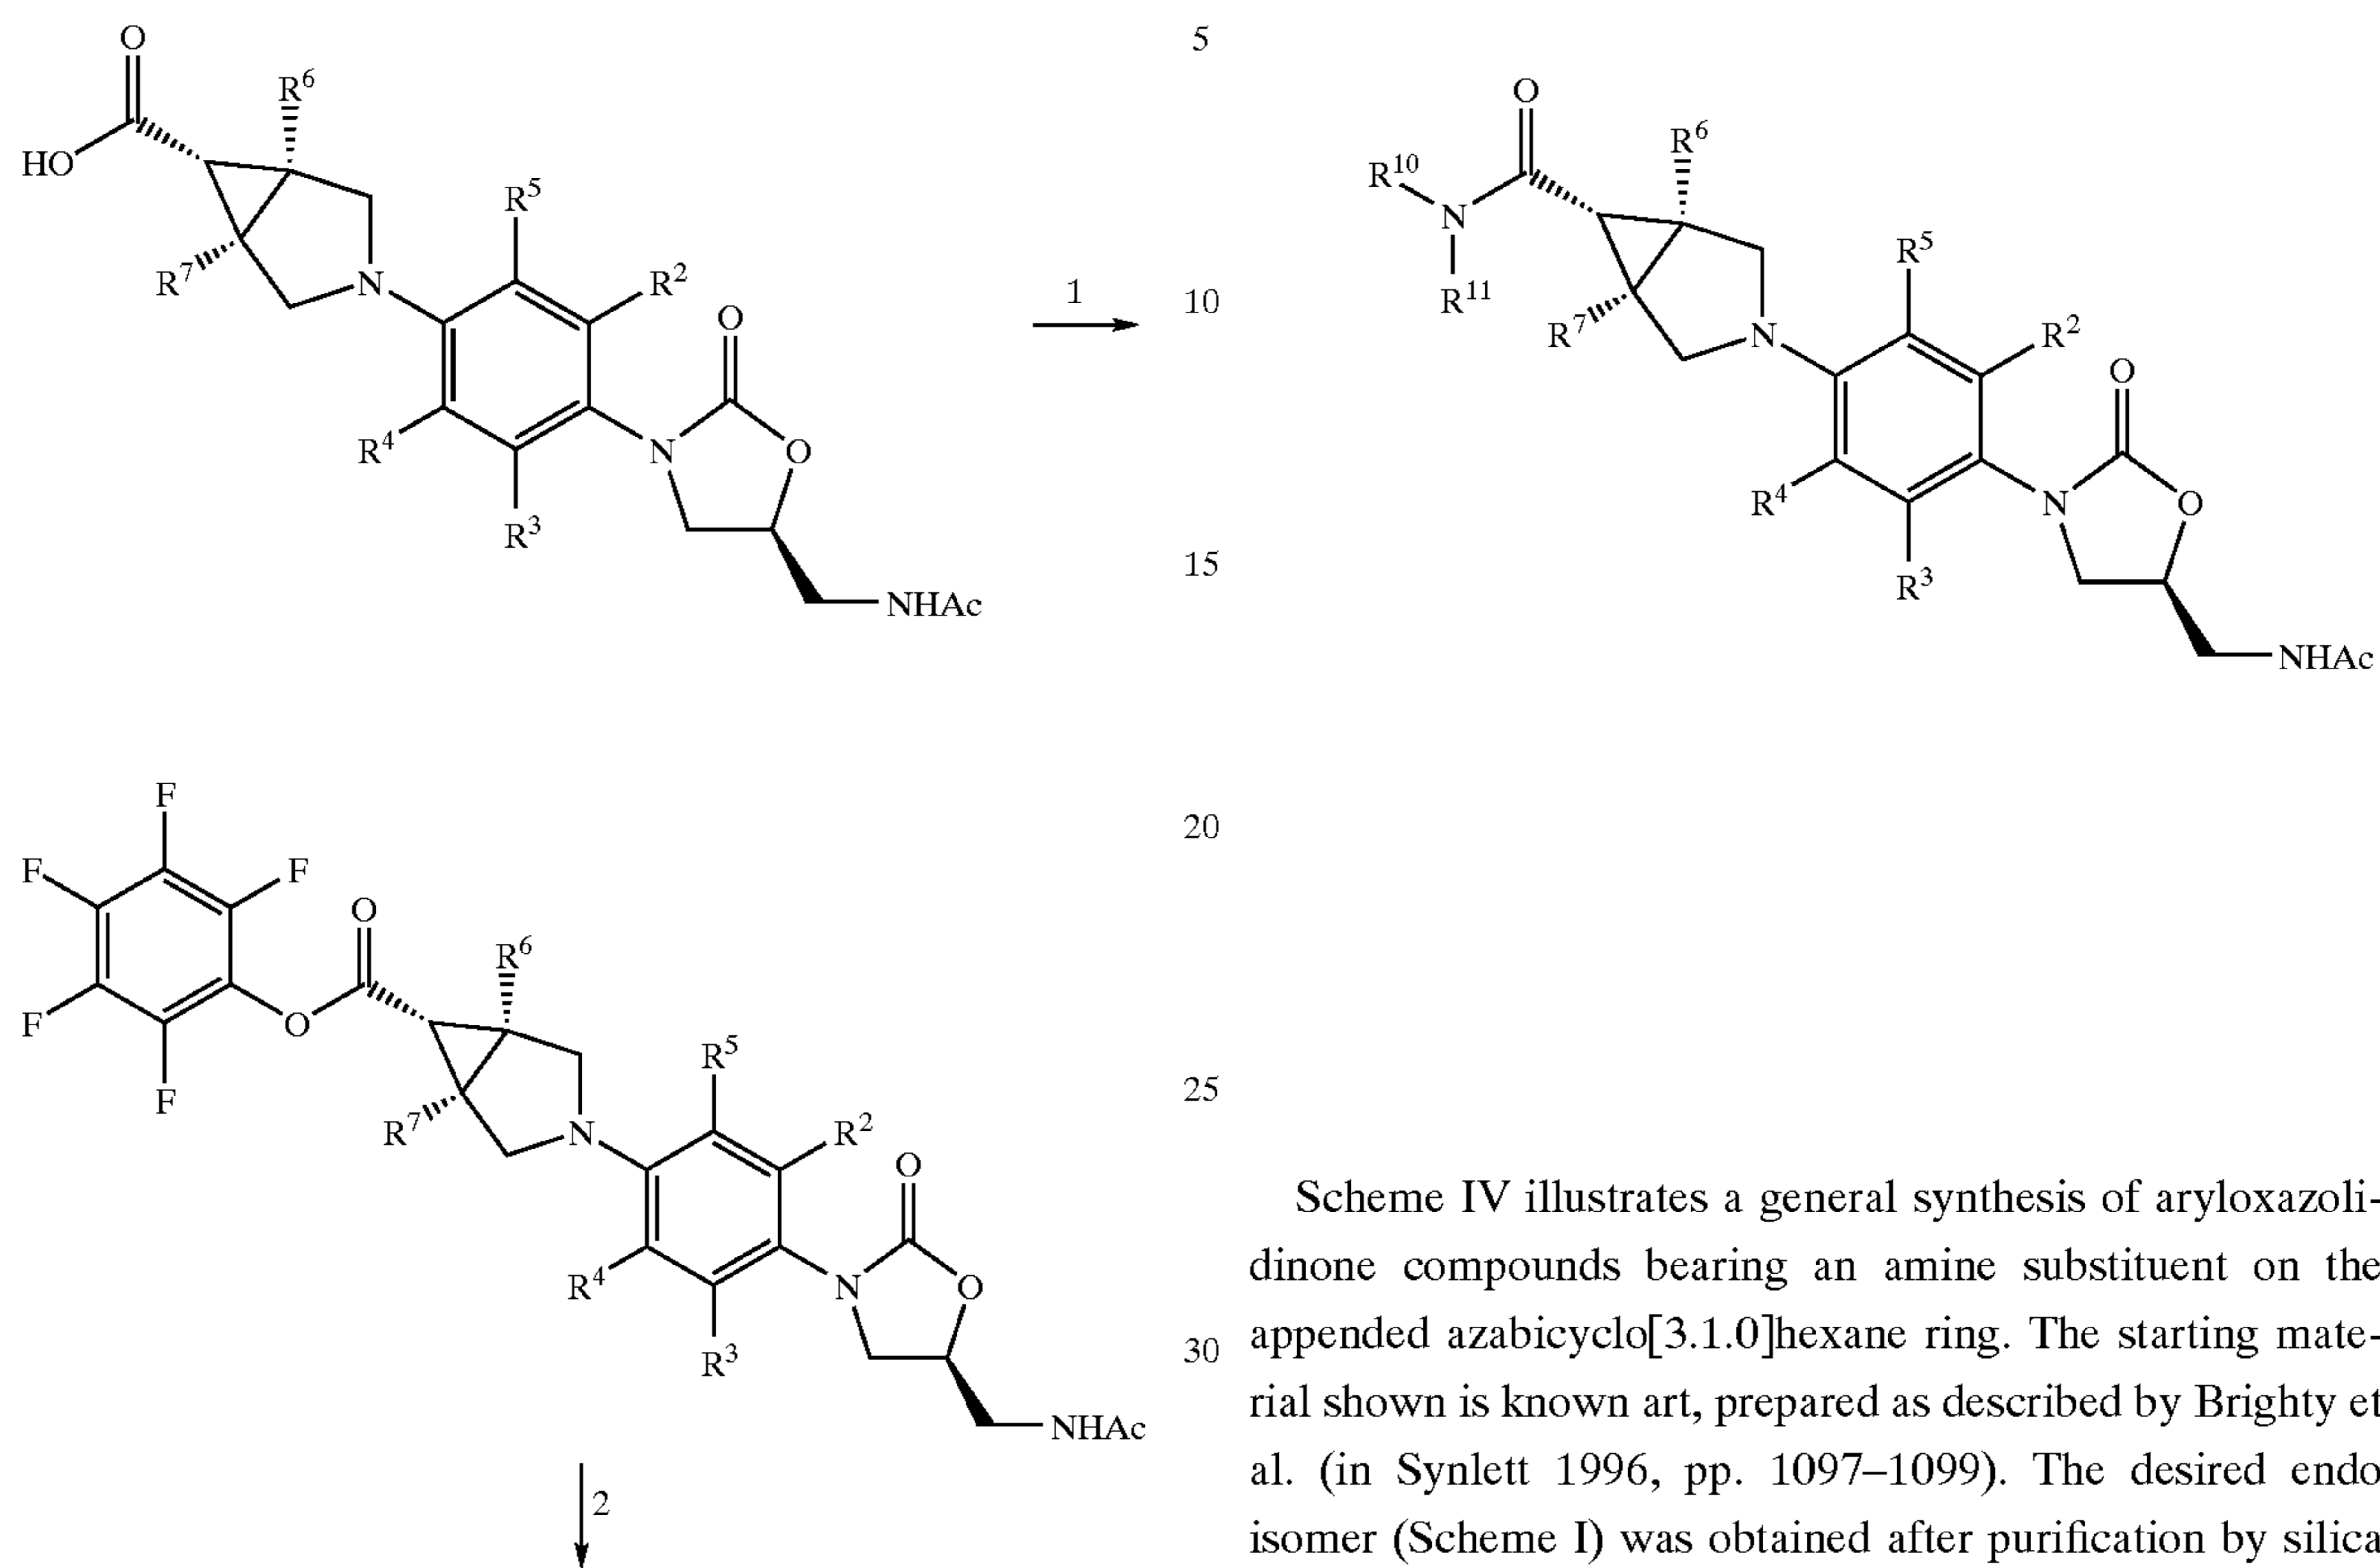 O
R6
HO
R7
N
R5
R2
O
R4
N
O
R3
NHAc
1
F
F
F
F
F
O
O
R6
R7
N
R5
R2
O
R4
N
O
R3
NHAc
2
5
10
15
20
25
30
O
R6
R10
N
R11
R7
N
R5
R2
O
R4
N
O
R3
NHAc
Scheme IV illustrates a general synthesis of aryloxazoli-
dinone compounds bearing an amine substituent on the
appended azabicyclo[3.1.0]hexane ring. The starting mate-
rial shown is known art, prepared as described by Brighty et
al. (in Synlett 1996, pp. 1097–1099). The desired endo
isomer (Scheme I) was obtained after purification by silica